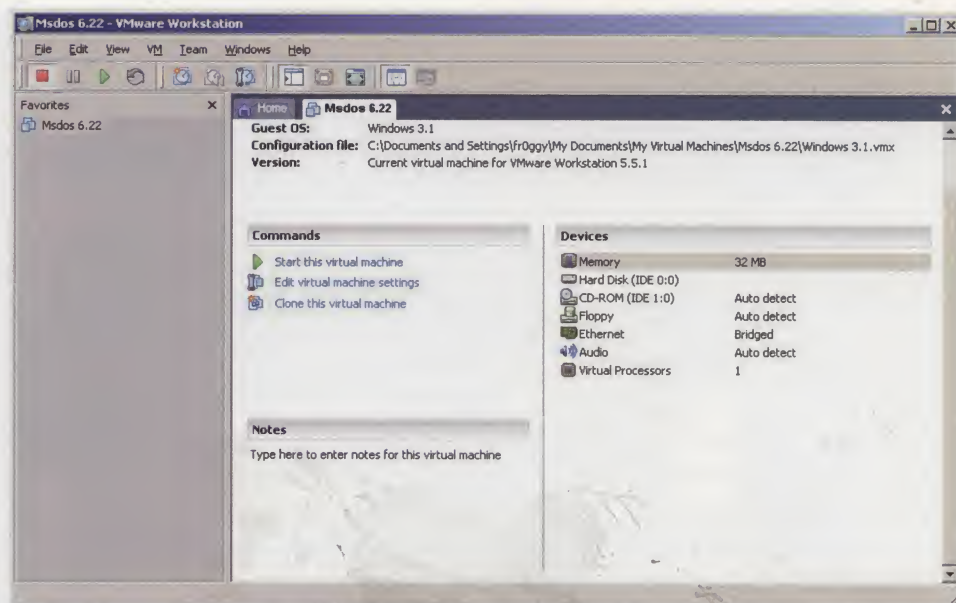 Msdos 6.22 - VMware Workstation
File Edit View VM Team Windows Help
Favorites
Msdos 6.22
Home Msdos 6.22
Guest OS: Windows 3.1
Configuration file: C:\Documents and Settings\fr0ggy\My Documents\My Virtual Machines\Msdos 6.22\Windows 3.1.vmx
Version: Current virtual machine for VMware Workstation 5.5.1
Commands
Start this virtual machine
Edit virtual machine settings
Clone this virtual machine
Notes
Type here to enter notes for this virtual machine
Devices
Memory 32 MB
Hard Disk (IDE 0:0)
CD-ROM (IDE 1:0) Auto detect
Floppy Auto detect
Ethernet Bridged
Audio Auto detect
Virtual Processors 1